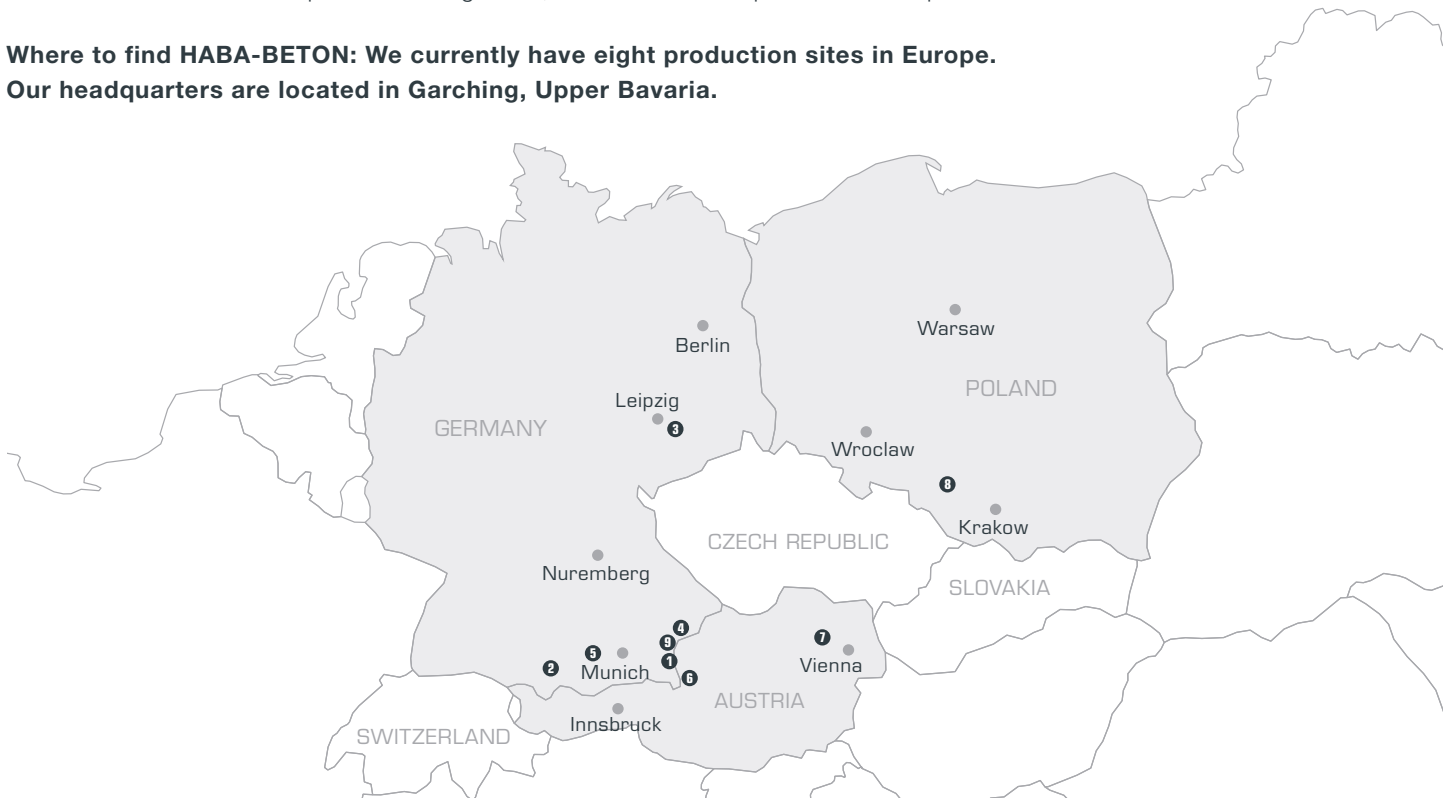 Where to find HABA-BETON: We currently have eight production sites in Europe.
Our headquarters are located in Garching, Upper Bavaria.
Berlin
Warsaw
POLAND
Leipzig
3
GERMANY
Wroclaw
8
Krakow
CZECH REPUBLIC
Nuremberg
SLOVAKIA
4
9
7
5
1
2
Munich
Vienna
6
AUSTRIA
Innsbruck
SWITZERLAND